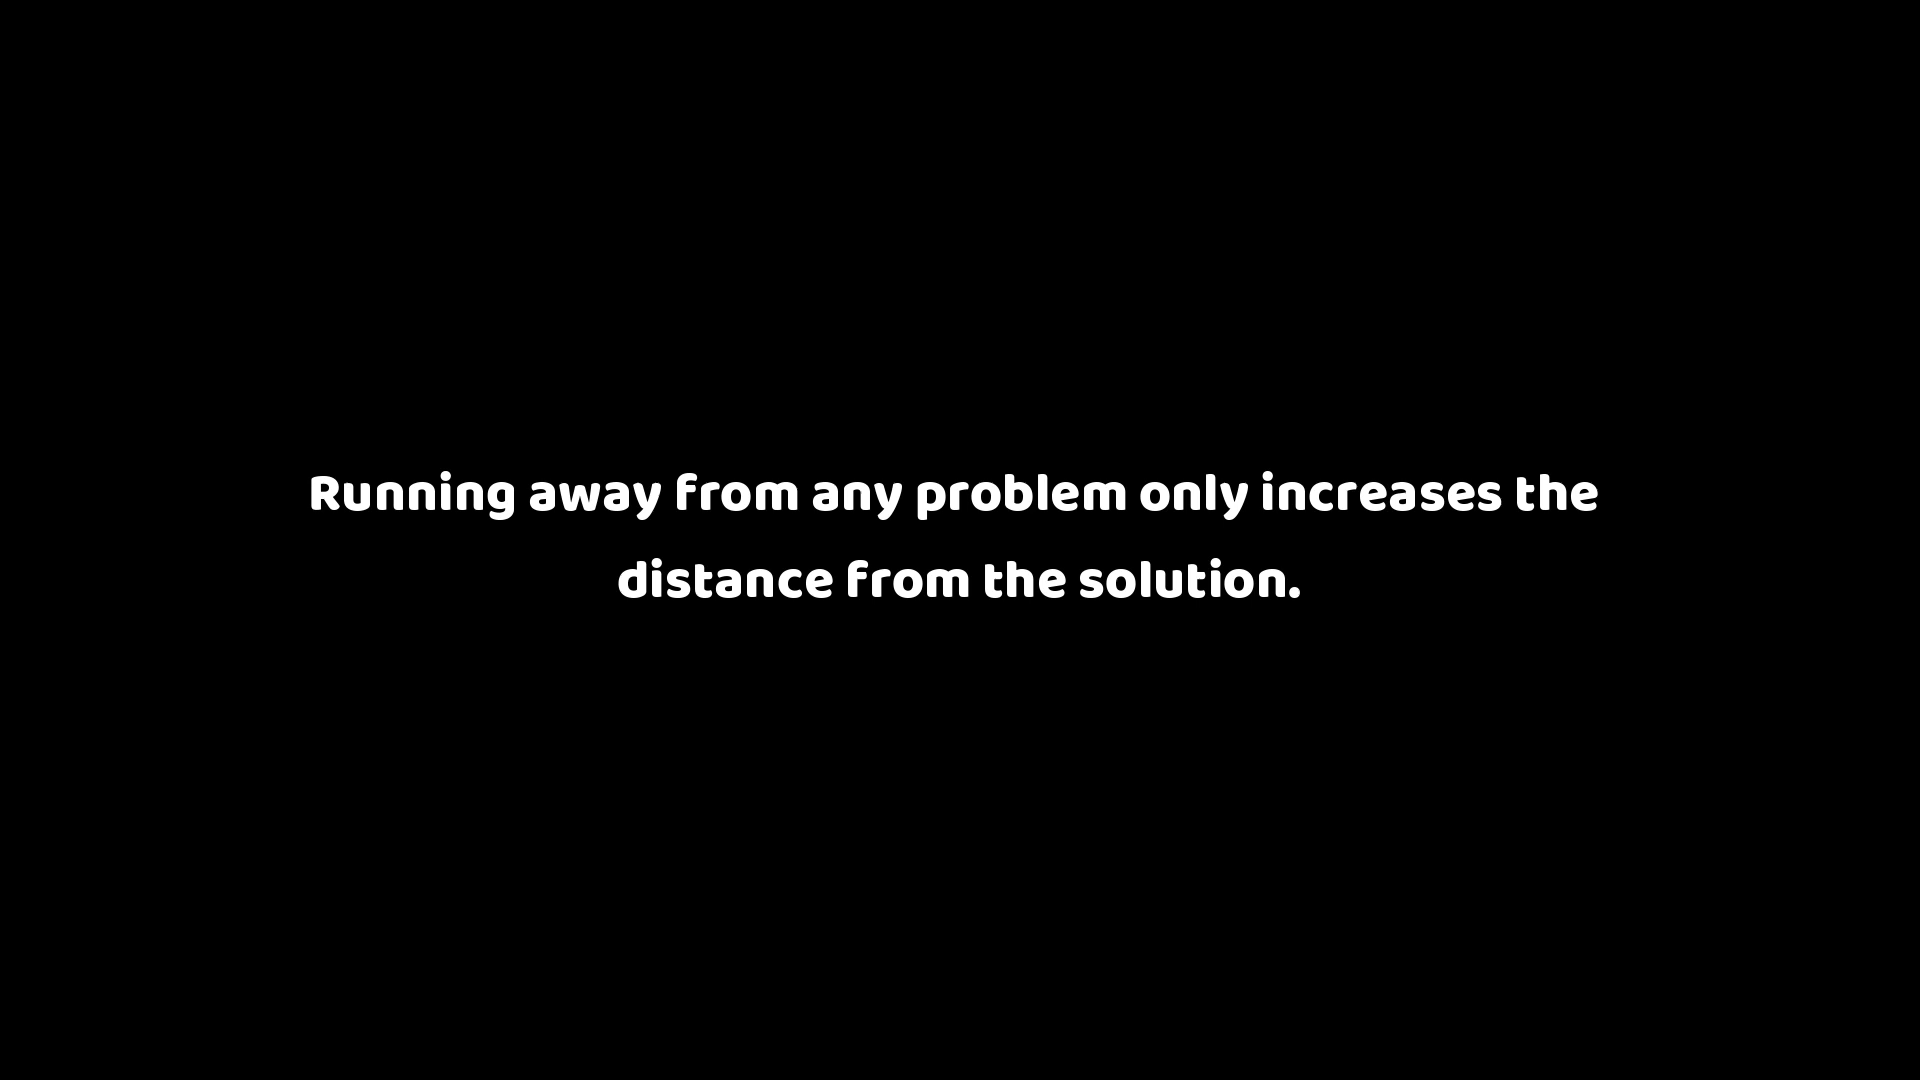 Running away from any problem only increases the
distance from the solution.